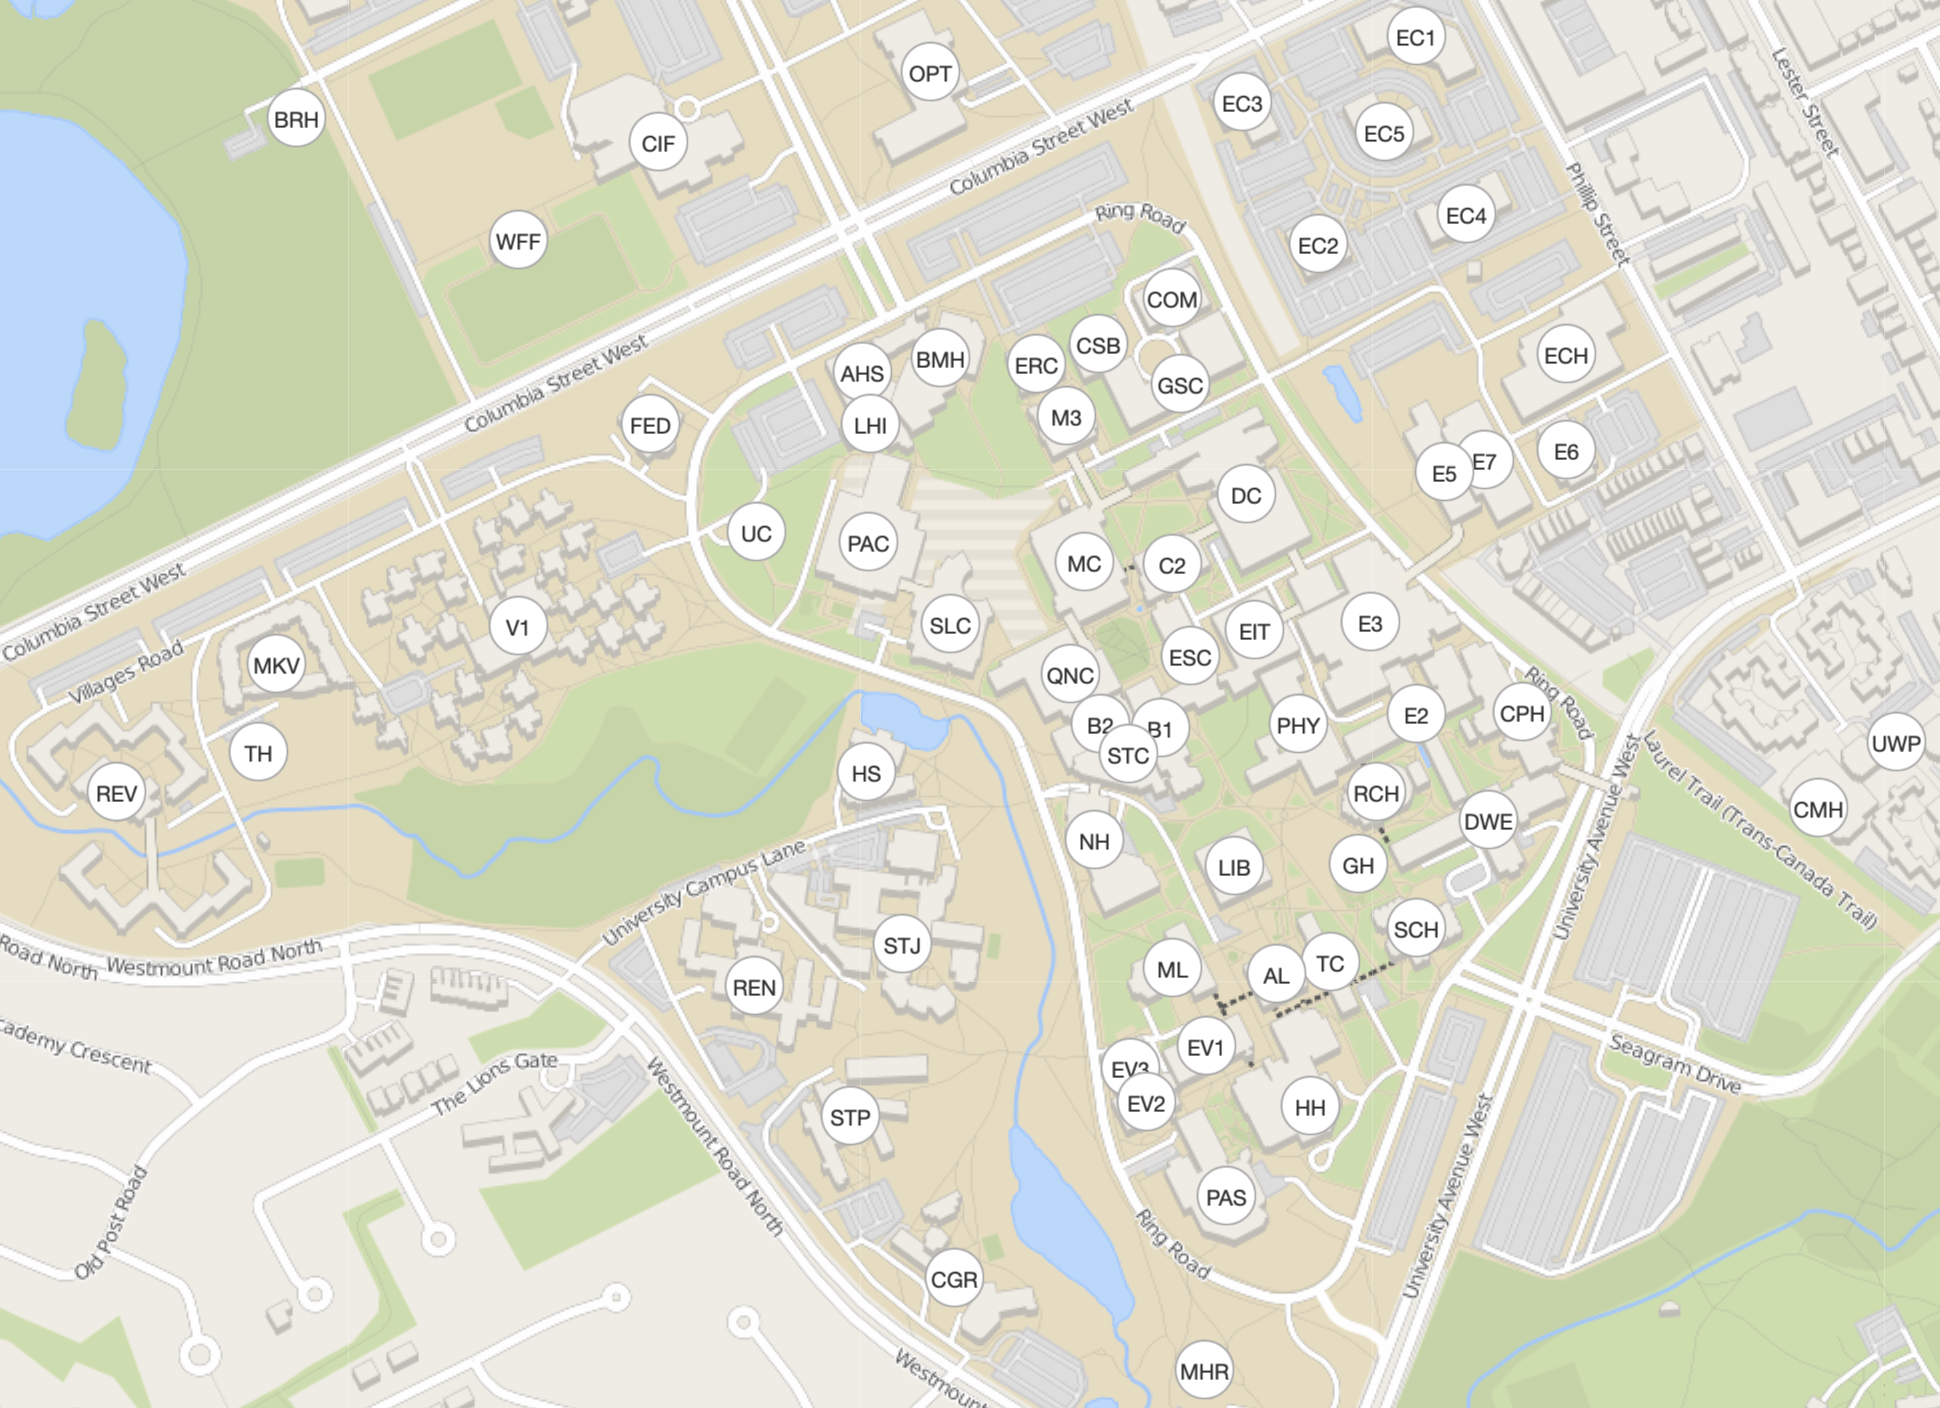 EC1
Lester Street
OPT
BRH
EC3
CIF
EC5
Columbia Street West
Phillip Street
Ring Road
EC4
WFF
EC2
COM
CSB
BMH
ERC
ECH
AHS
GSC
Columbia Street West
M3
FED
LHI
E6
E7
E5
DC
UC
PAC
MC
C2
Columbia Street West
V1
SLC
EIT
E3
ESC
MKV
Villages Road
QNC
Ring Road
B2
B1
PHY
E2
CPH
UWP
TH
STC
HS
REV
RCH
University Avenue West
Laurel Trail (Trans-Canada Trail)
CMH
DWE
NH
University Campus Lane
LIB
GH
SCH
STJ
Road North
Westmount Road North
ML
AL
TC
REN
cademy Crescent
EV1
Seagram Drive
EV3
The Lions Gate
EV2
HH
STP
Westmount Road North
University Avenue West
PAS
Old Post Road
Ring Road
CGR
MHR
Westmount